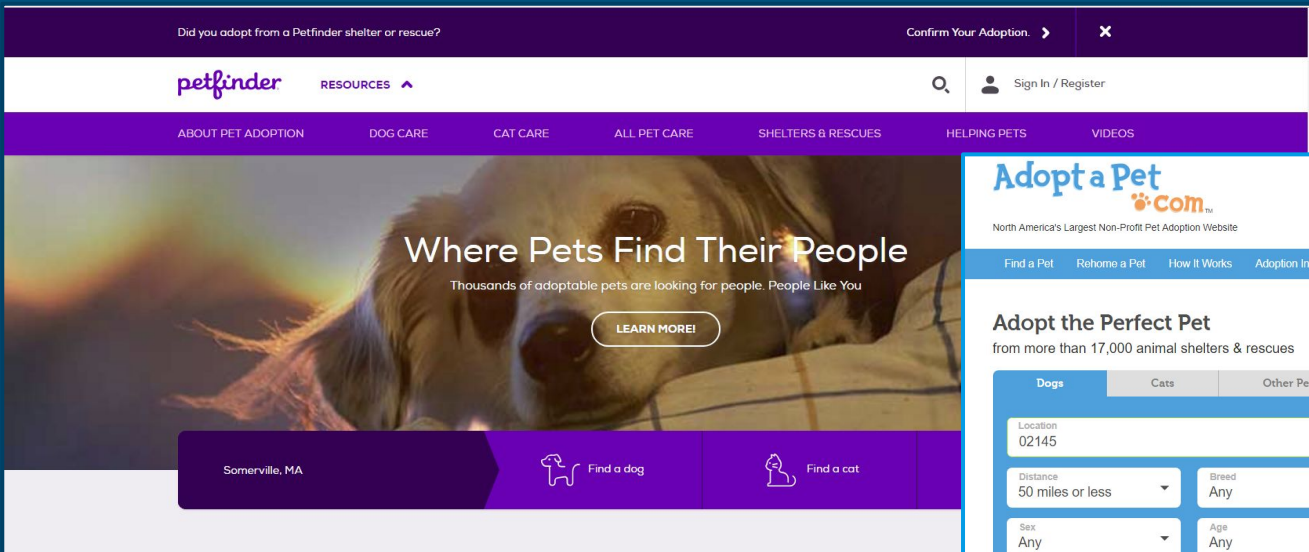 Did you adopt from a Petfinder shelter or rescue? Confirm Your Adoption.
petfinder RESOURCES Sign In / Register
ABOUT PET ADOPTION DOG CARE CAT CARE ALL PET CARE SHELTERS & RESCUES HELPING PETS VIDEOS
Where Pets Find Their People
Thousands of adoptable pets are looking for people. People Like You
LEARN MORE!
Somerville, MA Find a dog Find a cat
Adopt a Pet
.com™
North America's Largest Non-Profit Pet Adoption Website
Find a Pet Rehome a Pet How It Works Adoption In
Adopt the Perfect Pet
from more than 17,000 animal shelters & rescues
Dogs Cats Other Pe
Location
02145
Distance Breed
50 miles or less Any
Sex Age
Any Any